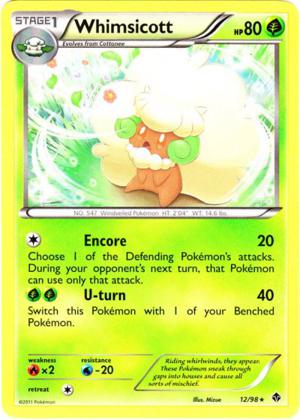 STAGE1 Whimsicott HP80
Evolves from Cottonee
NO. 547 Windveiled Pokémon HT. 2'04" WT. 14.6 lbs.
Encore 20
Choose 1 of the Defending Pokémon's attacks.
During your opponent's next turn, that Pokémon
can use only that attack.
U-turn 40
Switch this Pokémon with 1 of your Benched
Pokémon.
weakness resistance
×2 -20
retreat
Riding whirlwinds, they appear.
These Pokémon sneak through
gaps into houses and cause all
sorts of mischief.
Illus. Mizue 12/98 ★
©2011 Pokémon